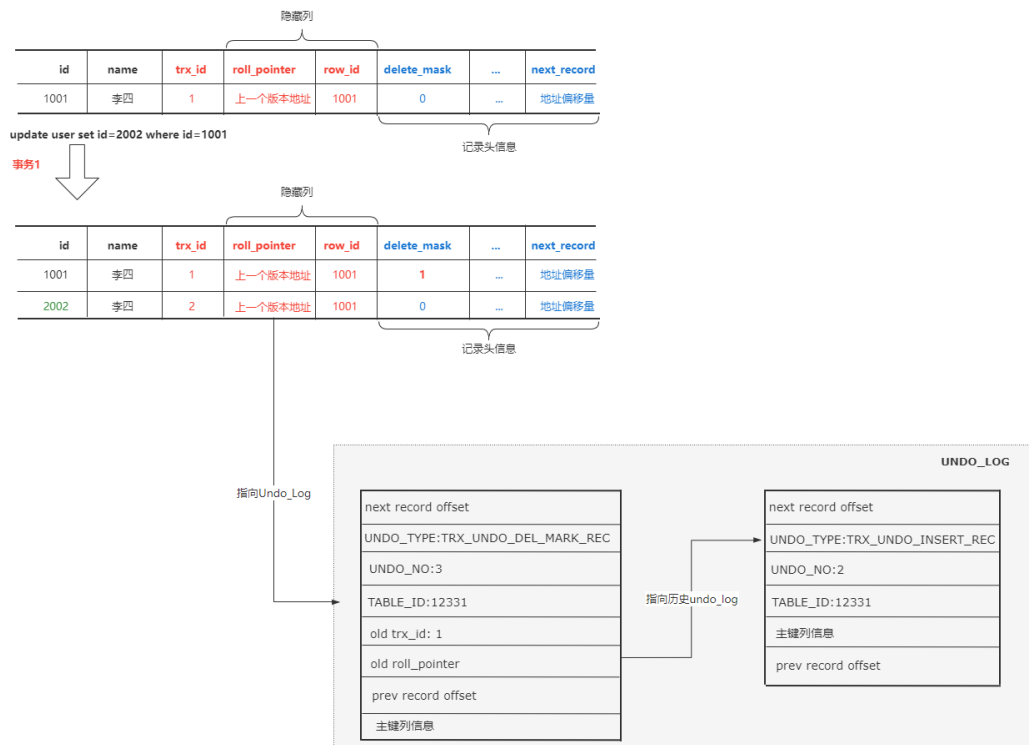 隐藏列
id name trx_id roll_pointer row_id delete_mask ... next_record
1001 李四 1 上一个版本地址 1001 0 ... 地址偏移量
记录头信息
update user set id=2002 where id=1001
事务1
隐藏列
id name trx_id roll_pointer row_id delete_mask ... next_record
1001 李四 1 上一个版本地址 1001 1 ... 地址偏移量
2002 李四 2 上一个版本地址 1001 0 ... 地址偏移量
记录头信息
指向Undo_Log
UNDO_LOG
next record offset
UNDO_TYPE:TRX_UNDO_DEL_MARK_REC
UNDO_NO:3
TABLE_ID:12331
old trx_id: 1
old roll_pointer
prev record offset
主键列信息
指向历史undo_log
next record offset
UNDO_TYPE:TRX_UNDO_INSERT_REC
UNDO_NO:2
TABLE_ID:12331
主键列信息
prev record offset